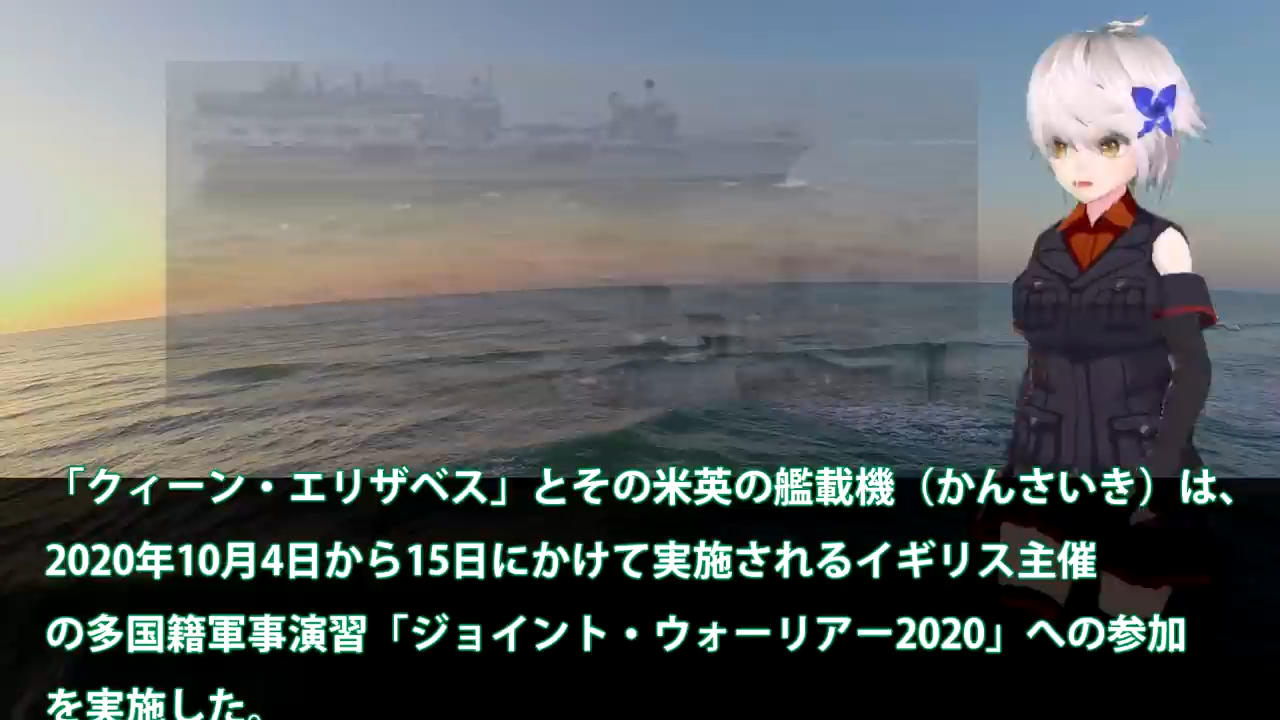 「クィーン・エリザベス」とその米英の艦載機（かんさいき）は、
2020年10月4日から15日にかけて実施されるイギリス主催
の多国籍軍事演習「ジョイント・ウォーリアー2020」への参加
を実施した。